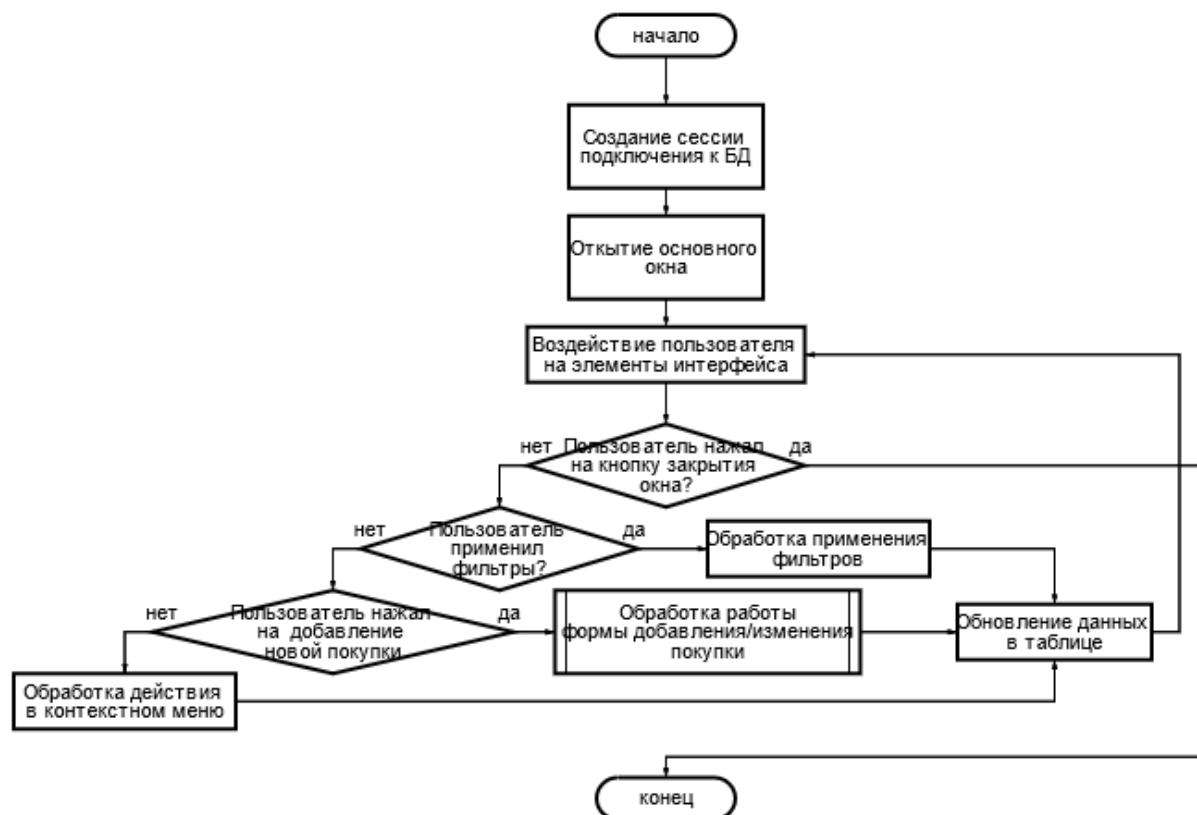 начало
Создание сессии
подключения к БД
Откытие основного
окна
Воздействие пользователя
на элементы интерфейса
нет
Пользователь нажал
на кнопку закрытия
окна?
да
нет
Пользователь
применил
фильтры?
да
Обработка применения
фильтров
нет
Пользователь нажал
на добавление
новой покупки
да
Обработка работы
формы добавления/изменения
покупки
Обновление данных
в таблице
Обработка действия
в контекстном меню
конец